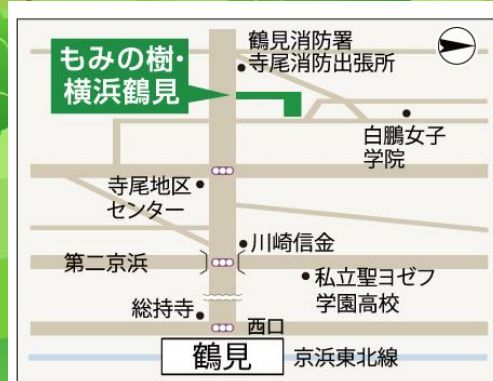 鶴見消防署
寺尾消防出張所
もみの樹・
横浜鶴見
白鵬女子
学院
寺尾地区
センター
川崎信金
第二京浜
私立聖ヨゼフ
学園高校
総持寺
西口
鶴見
京浜東北線